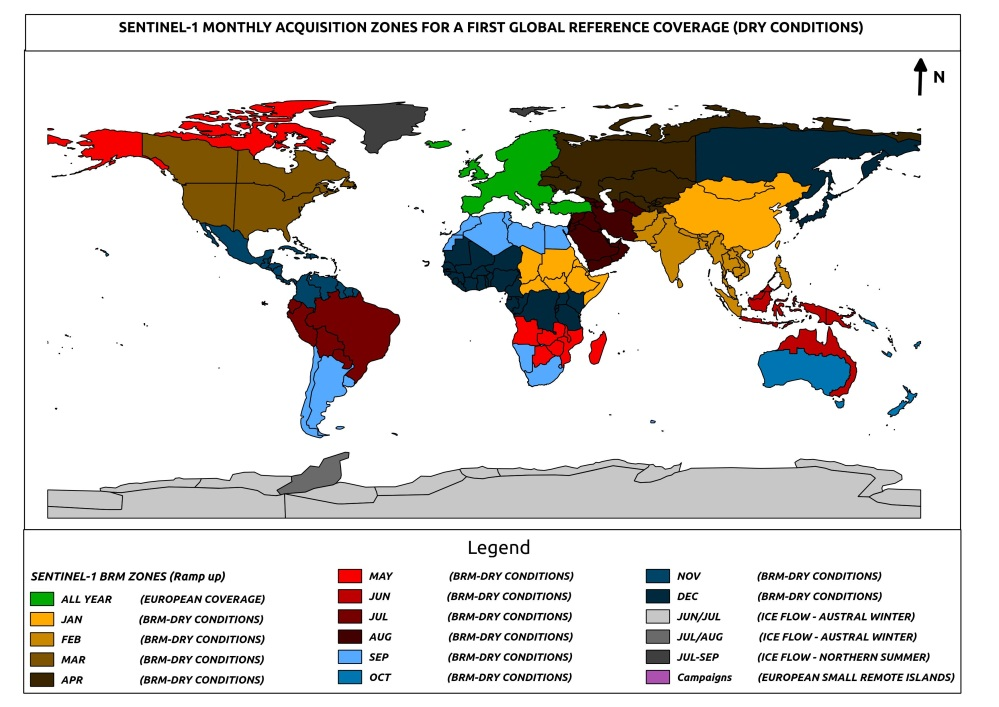 SENTINEL-1 MONTHLY ACQUISITION ZONES FOR A FIRST GLOBAL REFERENCE COVERAGE (DRY CONDITIONS)
N
Legend
SENTINEL-1 BRM ZONES (Ramp up)
ALL YEAR (EUROPEAN COVERAGE)
JAN (BRM-DRY CONDITIONS)
FEB (BRM-DRY CONDITIONS)
MAR (BRM-DRY CONDITIONS)
APR (BRM-DRY CONDITIONS)
MAY (BRM-DRY CONDITIONS)
JUN (BRM-DRY CONDITIONS)
JUL (BRM-DRY CONDITIONS)
AUG (BRM-DRY CONDITIONS)
SEP (BRM-DRY CONDITIONS)
OCT (BRM-DRY CONDITIONS)
NOV (BRM-DRY CONDITIONS)
DEC (BRM-DRY CONDITIONS)
JUN/JUL (ICE FLOW - AUSTRAL WINTER)
JUL/AUG (ICE FLOW - AUSTRAL WINTER)
JUL-SEP (ICE FLOW - NORTHERN SUMMER)
Campaigns (EUROPEAN SMALL REMOTE ISLANDS)